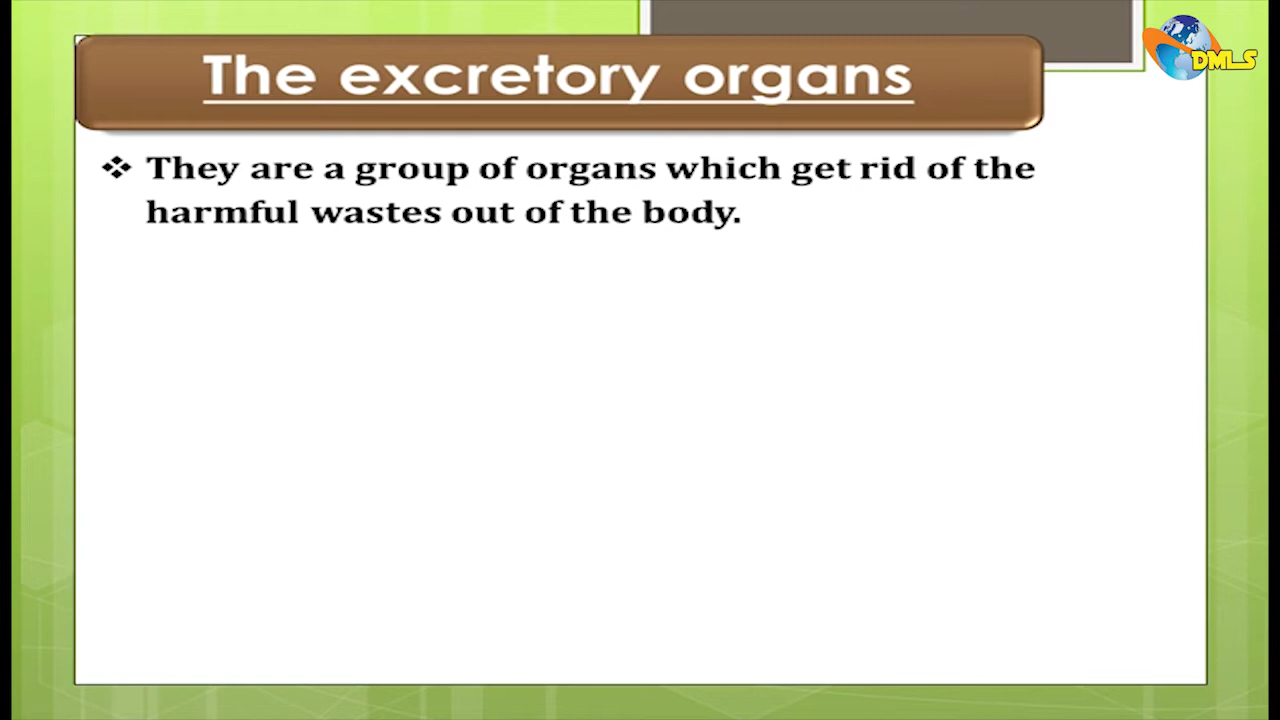 The excretory organs
DMLS
❖ They are a group of organs which get rid of the
harmful wastes out of the body.